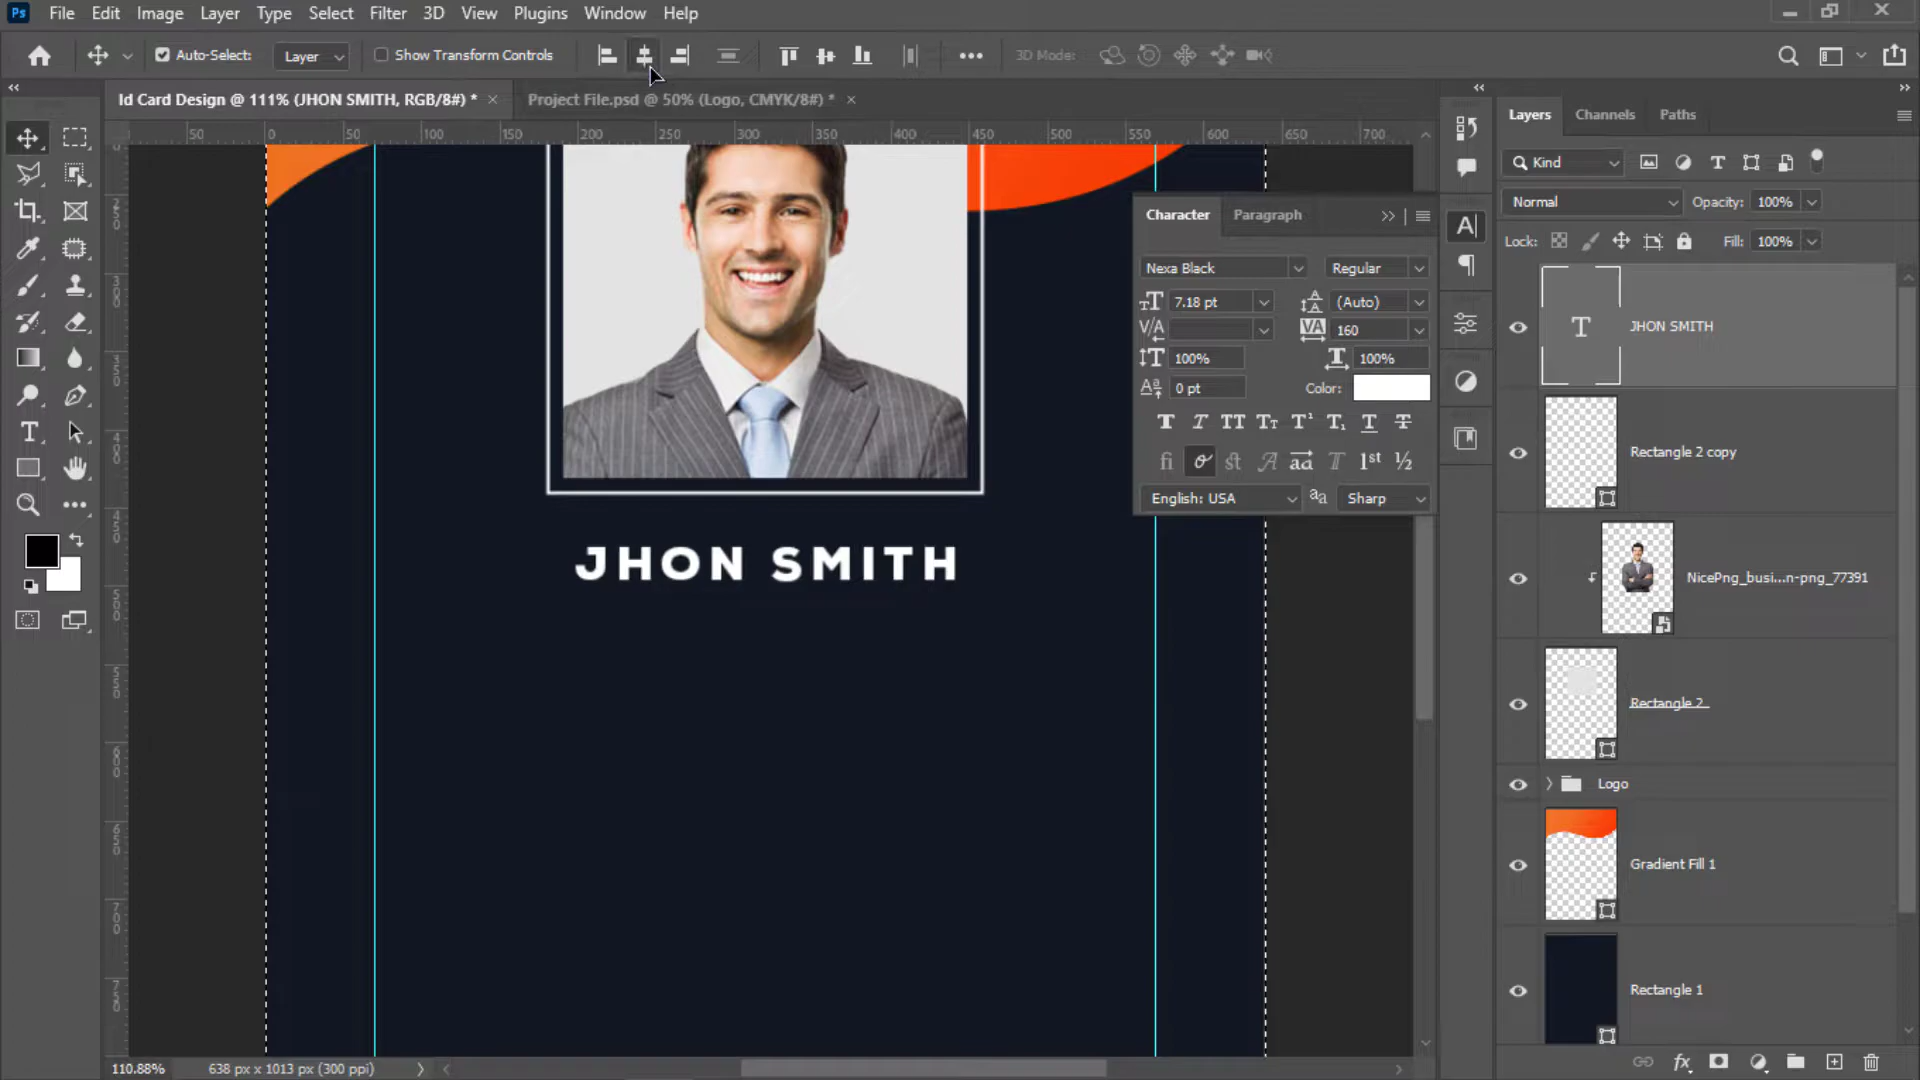 Ps File Edit Image Layer Type Select Filter 3D View Plugins Window Help
Auto-Select: Layer Show Transform Controls 3D Mode:
Id Card Design @ 111% (JHON SMITH, RGB/8#) * Project File.psd @ 50% (Logo, CMYK/8#) *
50 0 50 100 150 200 250 300 350 400 450 500 550 600 650 700
JHON SMITH
Character Paragraph
Nexa Black Regular
7.18 pt (Auto)
160
100% 100%
0 pt Color:
English: USA Sharp
Layers Channels Paths
Kind
Normal Opacity: 100%
Lock: Fill: 100%
JHON SMITH
Rectangle 2 copy
NicePng_busi...n-png_77391
Rectangle 2
Logo
Gradient Fill 1
Rectangle 1
110.88% 638 px x 1013 px (300 ppi)